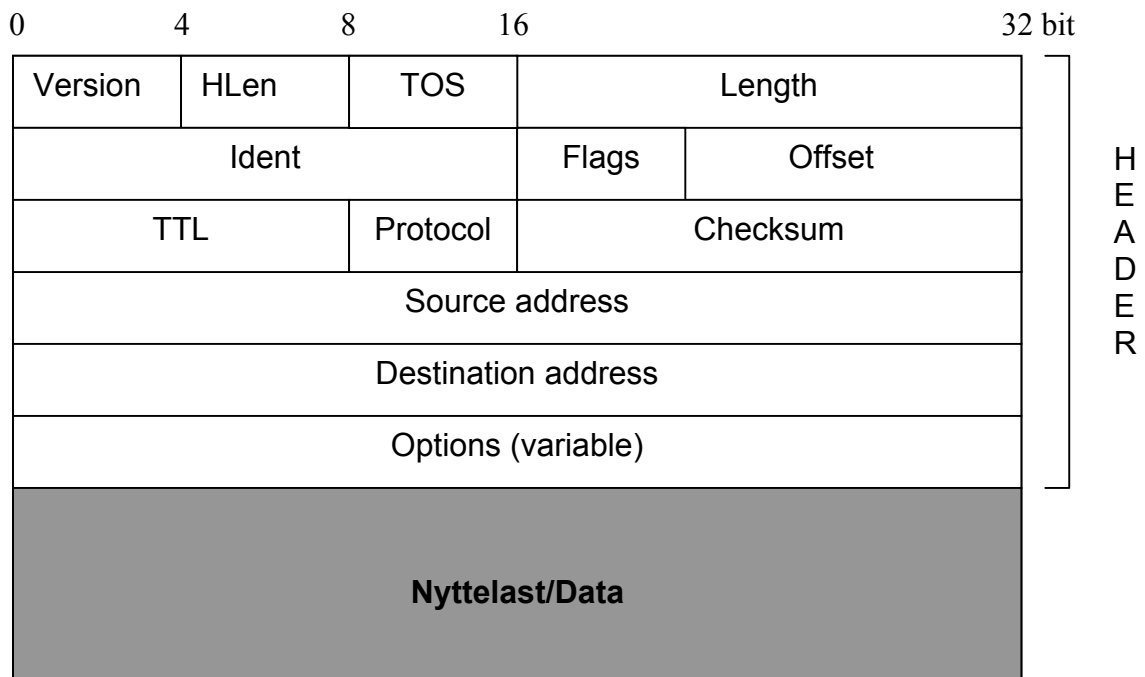 0 4 8 16 32 bit
Version HLen TOS Length
Ident Flags Offset
TTL Protocol Checksum
Source address
Destination address
Options (variable)
Nyttelast/Data
H
E
A
D
E
R